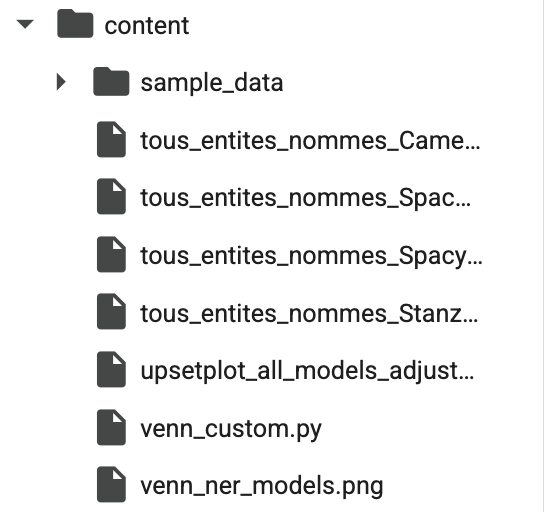 content
sample_data
tous_entites_nommes_Came...
tous_entites_nommes_Spac...
tous_entites_nommes_Spacy...
tous_entites_nommes_Stanz...
upsetplot_all_models_adjust...
venn_custom.py
venn_ner_models.png